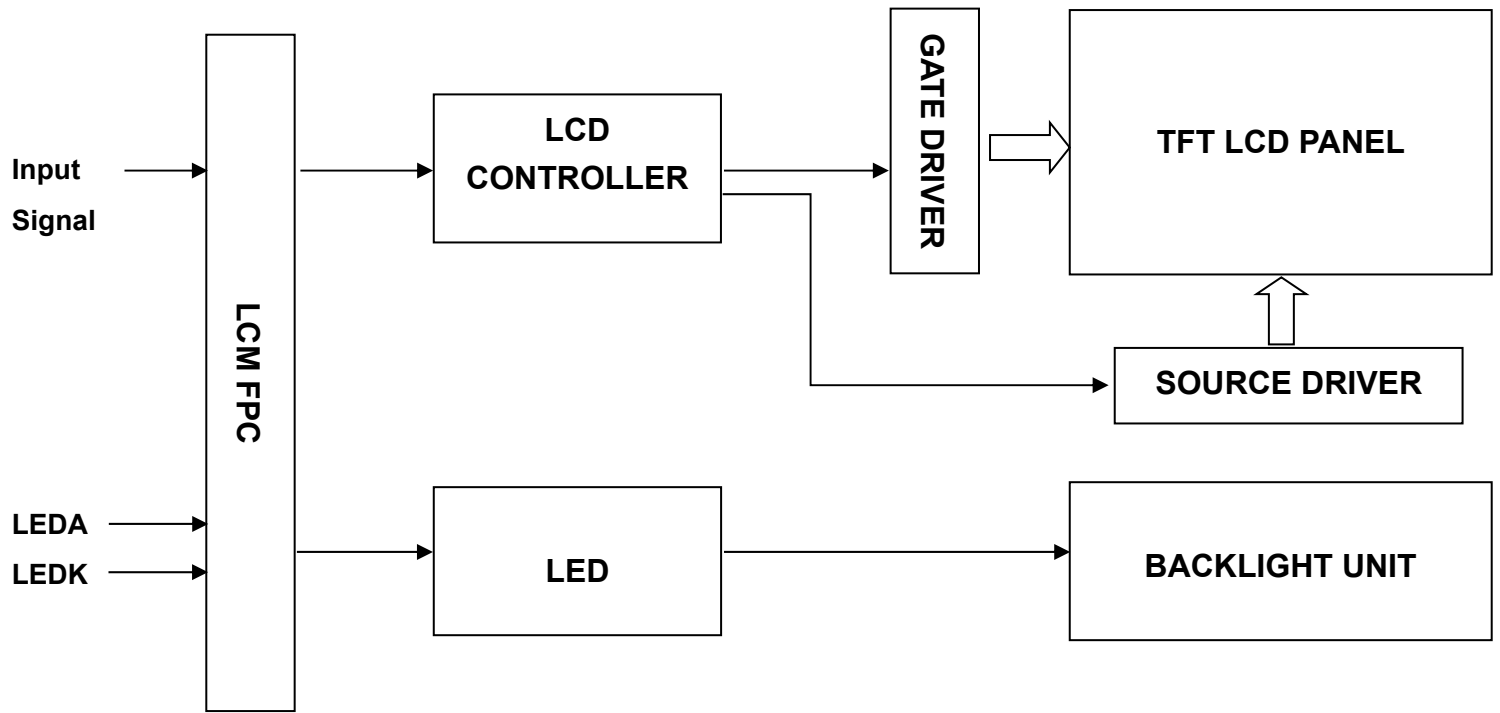 Input
Signal
LCM FPC
LCD
CONTROLLER
GATE DRIVER
TFT LCD PANEL
SOURCE DRIVER
LEDA
LEDK
LED
BACKLIGHT UNIT